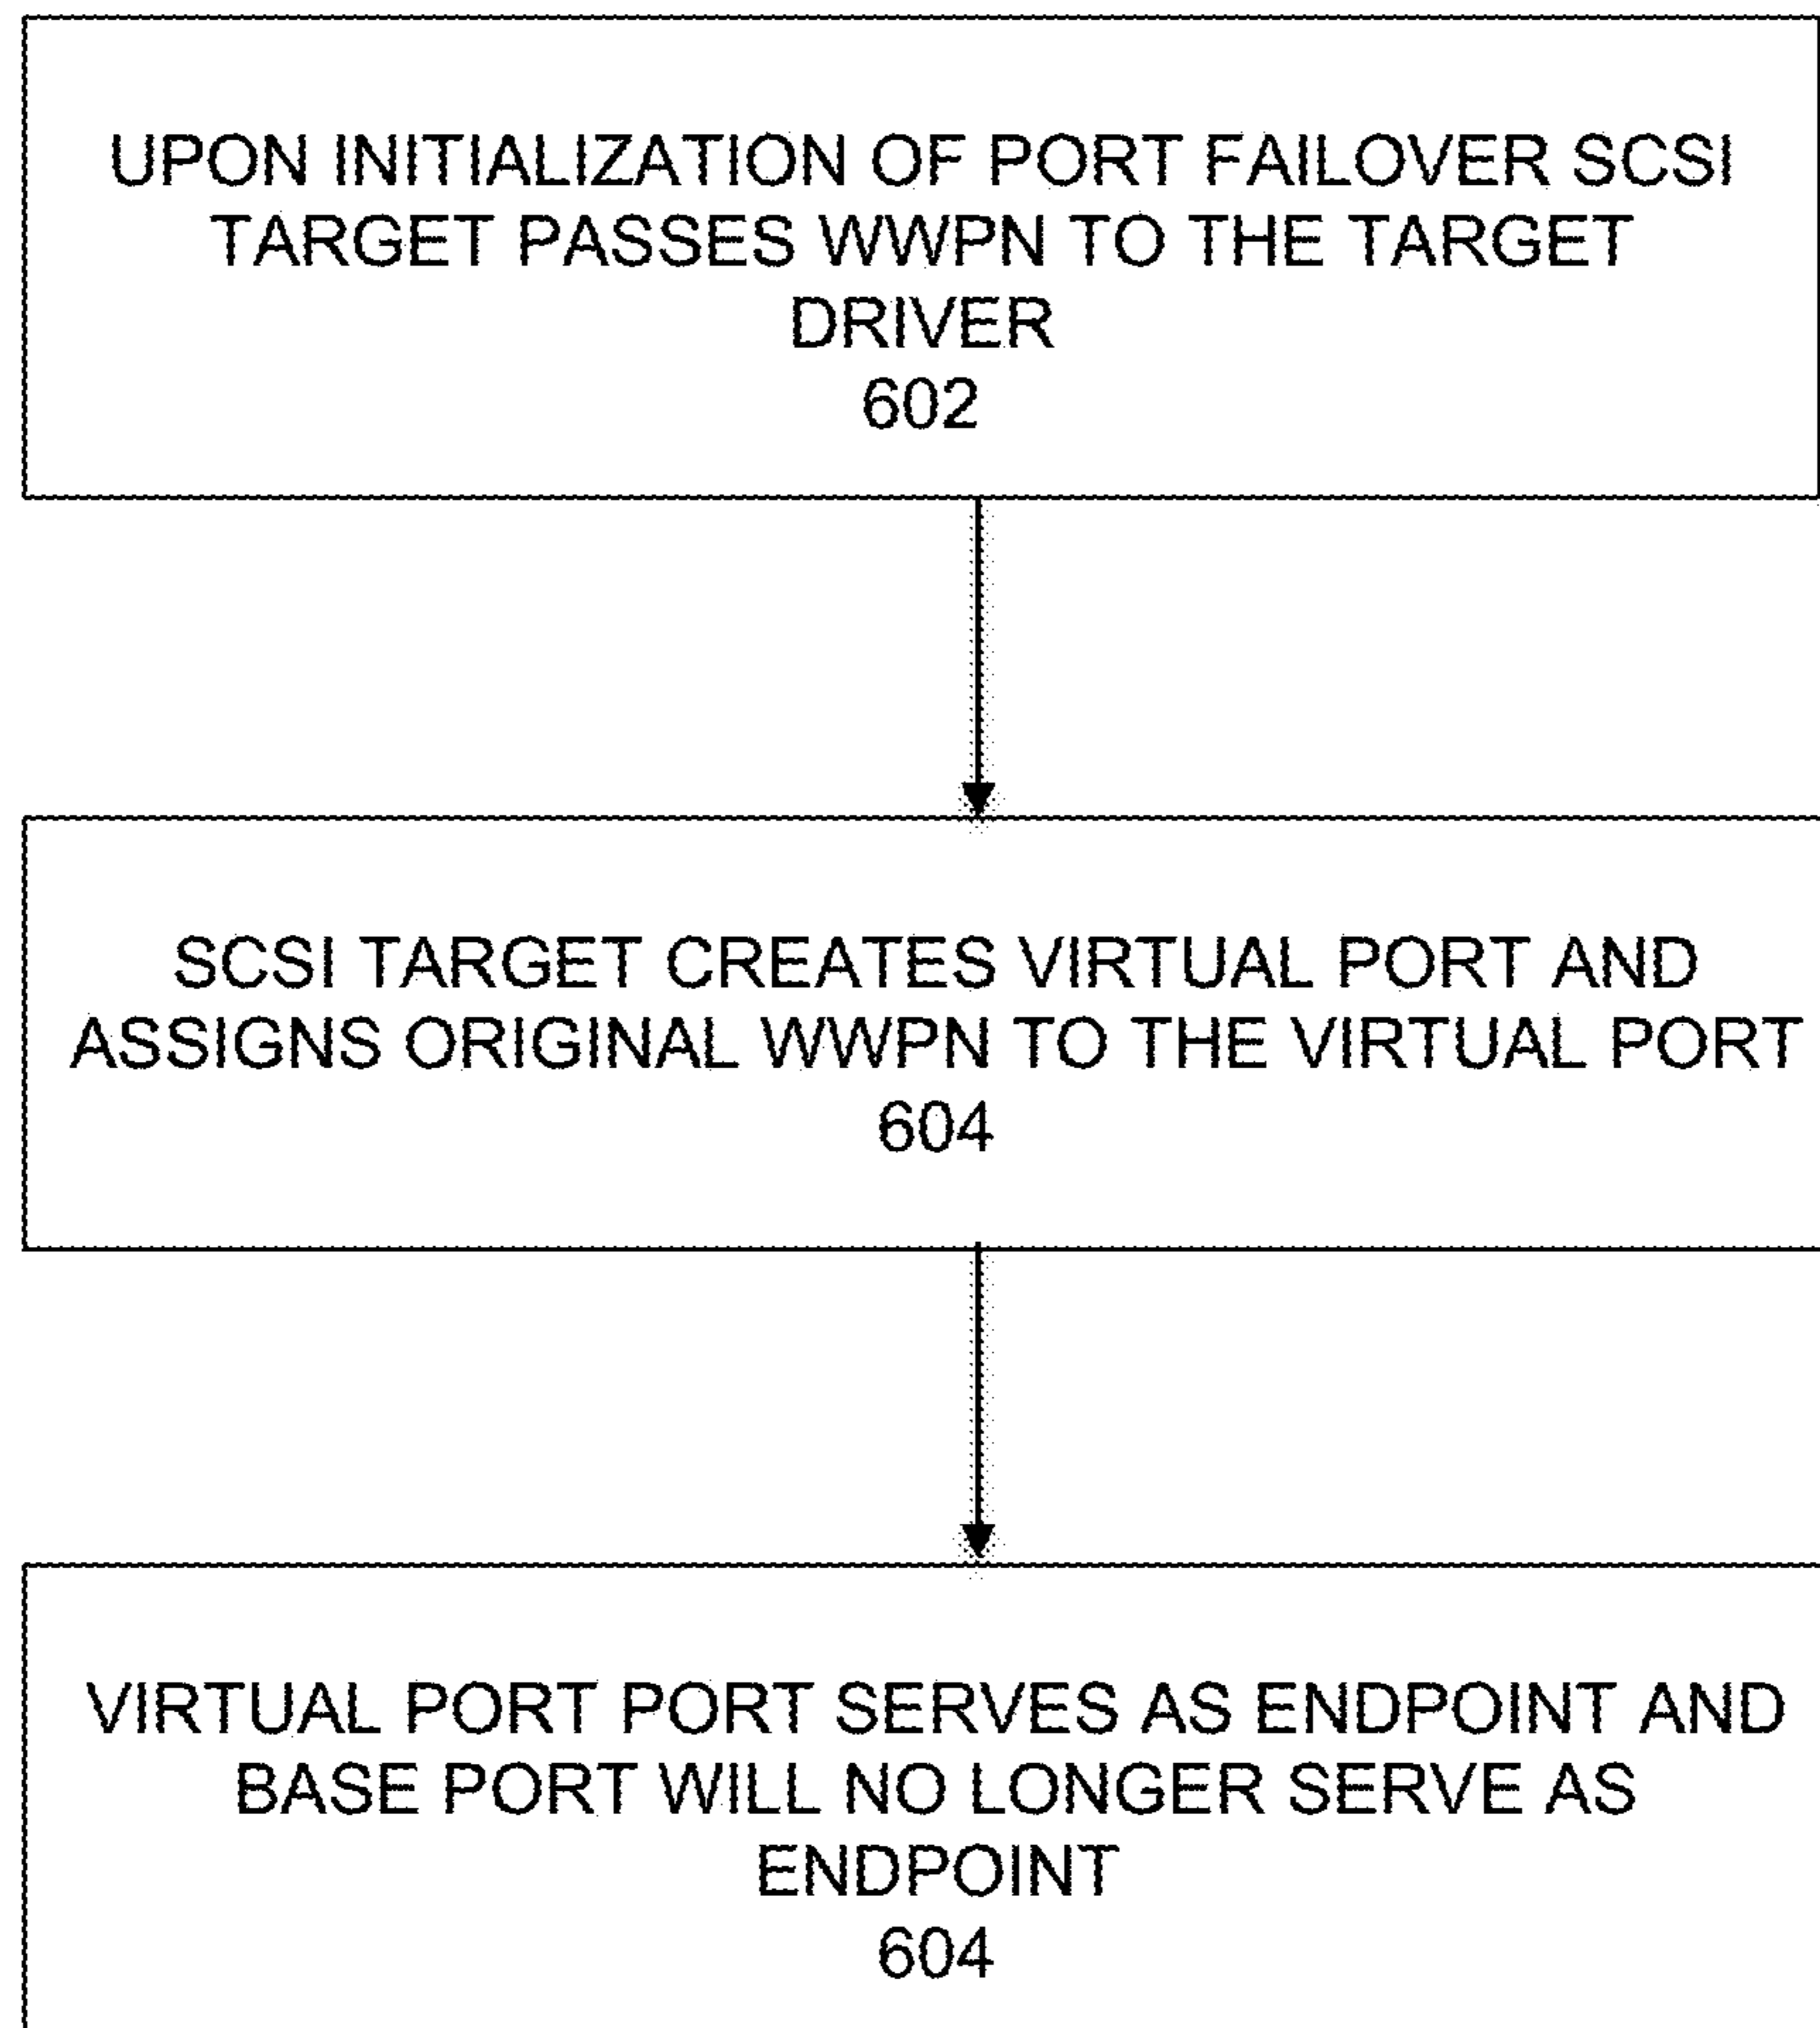 UPON INITIALIZATION OF PORT FAILOVER SCSI
TARGET PASSES WWPN TO THE TARGET
DRIVER
602
SCSI TARGET CREATES VIRTUAL PORT AND
ASSIGNS ORIGINAL WWPN TO THE VIRTUAL PORT
604
VIRTUAL PORT PORT SERVES AS ENDPOINT AND
BASE PORT WILL NO LONGER SERVE AS
ENDPOINT
604